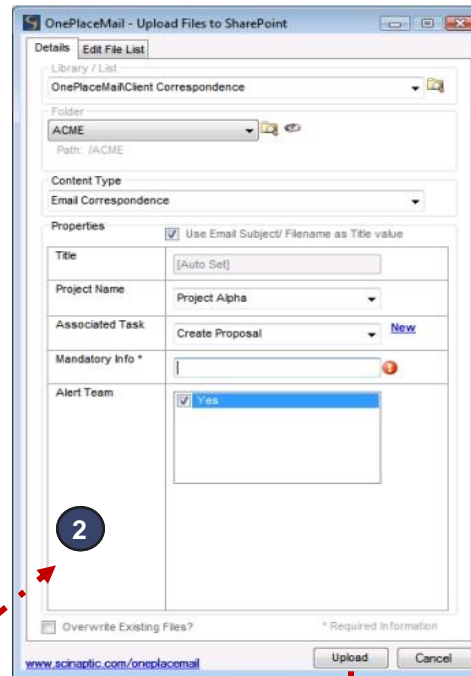 OnePlaceMail - Upload Files to SharePoint
Details Edit File List
Library / List
OnePlaceMail\Client Correspondence
Folder
ACME
Path: /ACME
Content Type
Email Correspondence
Properties
Use Email Subject/ Filename as Title value
Title [Auto Set]
Project Name Project Alpha
Associated Task Create Proposal New
Mandatory Info *
Alert Team Yes
2
Overwrite Existing Files? * Required Information
www.scinaptic.com/oneplacemail Upload Cancel